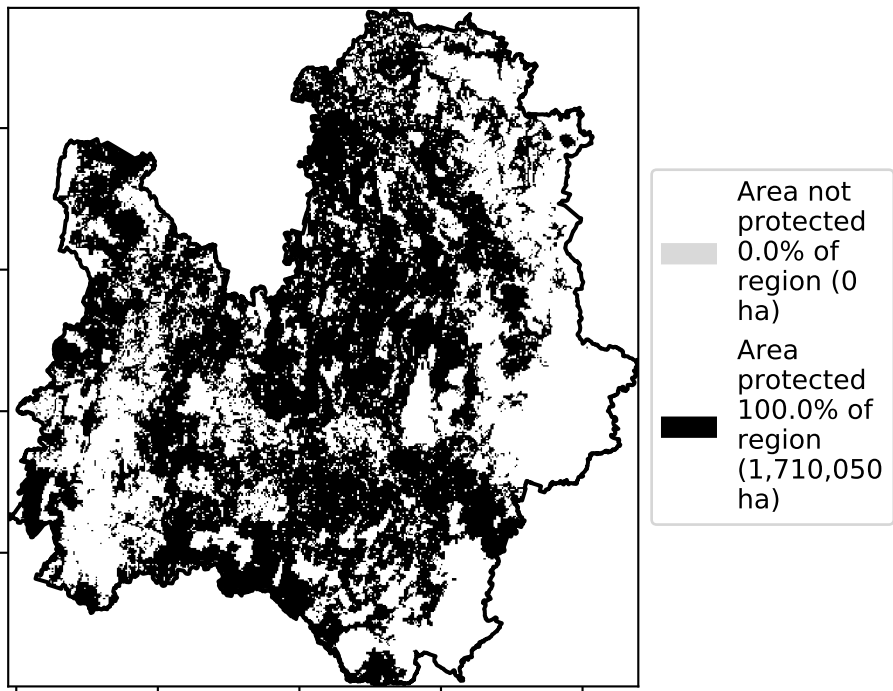 Area not
protected
0.0% of
region (0
ha)
Area
protected
100.0% of
region
(1,710,050
ha)